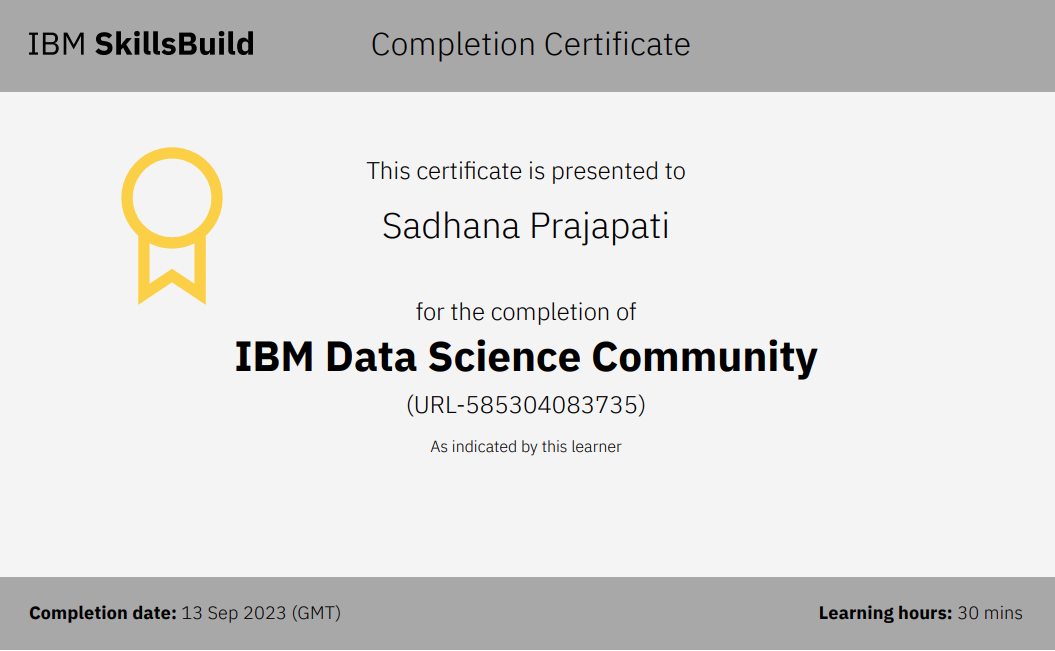 IBM SkillsBuild
Completion Certificate
This certificate is presented to
Sadhana Prajapati
for the completion of
IBM Data Science Community
(URL-585304083735)
As indicated by this learner
Completion date: 13 Sep 2023 (GMT)
Learning hours: 30 mins